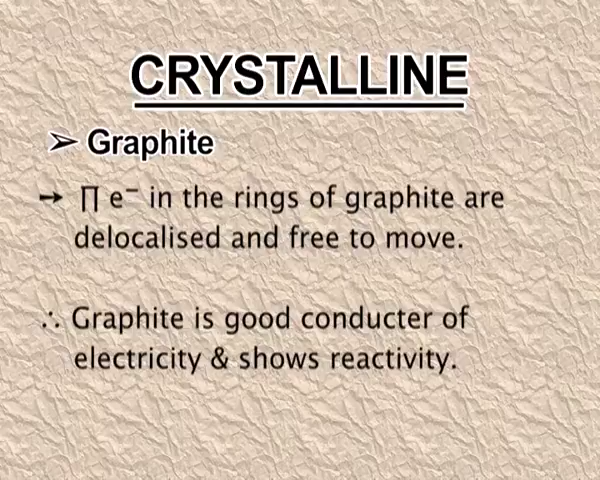 CRYSTALLINE
➢ Graphite
→ ∏ e⁻ in the rings of graphite are
delocalised and free to move.
∴ Graphite is good conducter of
electricity & shows reactivity.